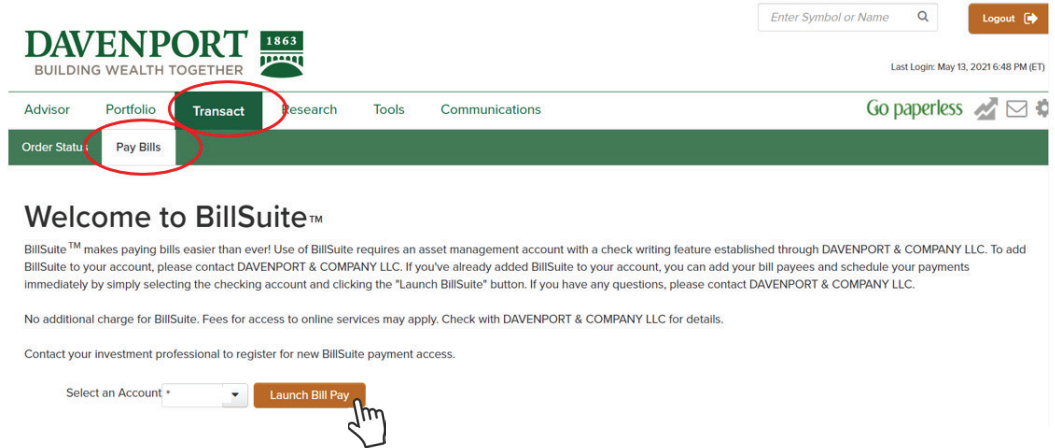 Enter Symbol or Name
Logout
DAVENPORT
1863
BUILDING WEALTH TOGETHER
Last Login: May 13, 2021 6:48 PM (ET)
Advisor Portfolio Transact Research Tools Communications Go paperless
Order Status Pay Bills
Welcome to BillSuite™
BillSuite™ makes paying bills easier than ever! Use of BillSuite requires an asset management account with a check writing feature established through DAVENPORT & COMPANY LLC. To add
BillSuite to your account, please contact DAVENPORT & COMPANY LLC. If you've already added BillSuite to your account, you can add your bill payees and schedule your payments
immediately by simply selecting the checking account and clicking the "Launch BillSuite" button. If you have any questions, please contact DAVENPORT & COMPANY LLC.
No additional charge for BillSuite. Fees for access to online services may apply. Check with DAVENPORT & COMPANY LLC for details.
Contact your investment professional to register for new BillSuite payment access.
Select an Account * Launch Bill Pay